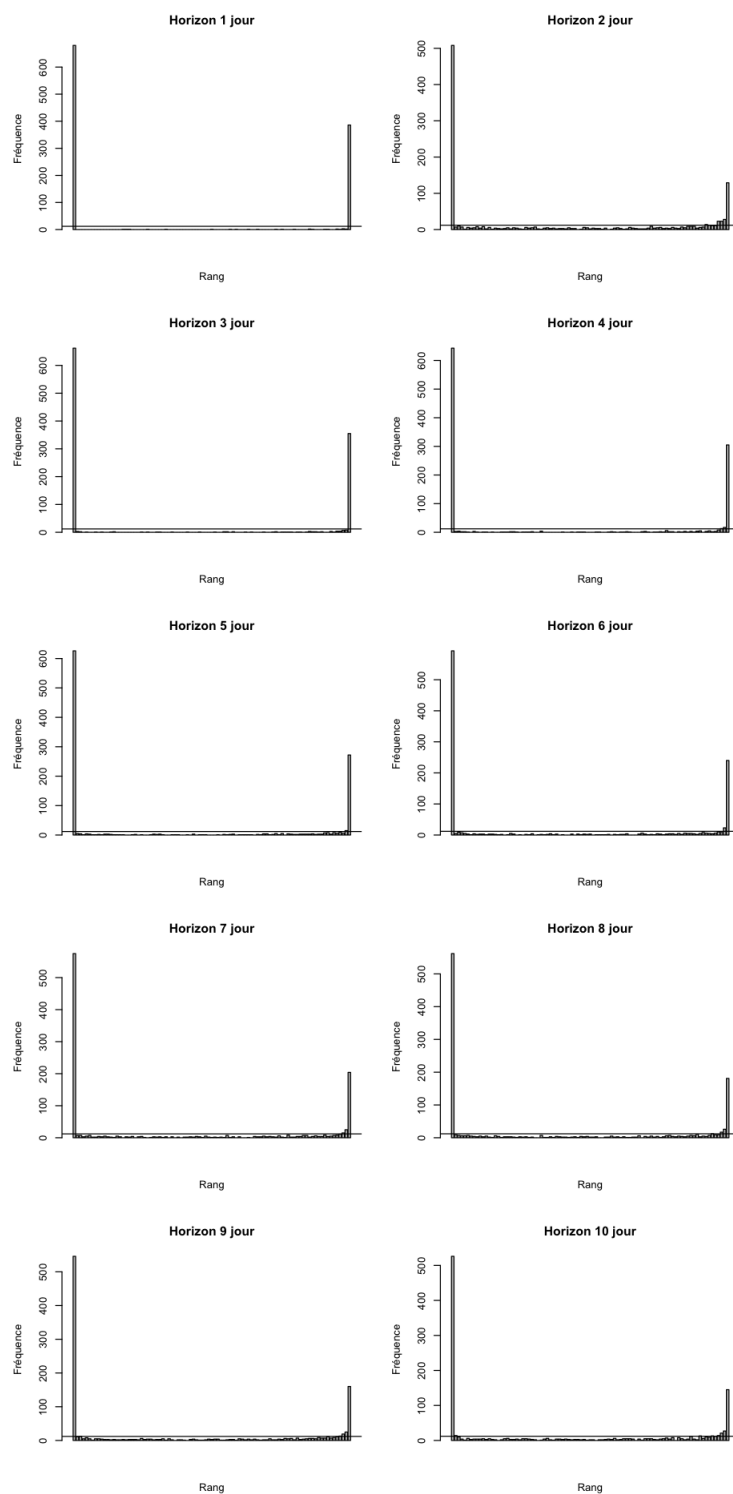 Horizon 1 jour
Fréquence
0 100 200 300 400 500 600
Rang
Horizon 2 jour
Fréquence
0 100 200 300 400 500
Rang
Horizon 3 jour
Fréquence
0 100 200 300 400 500 600
Rang
Horizon 4 jour
Fréquence
0 100 200 300 400 500 600
Rang
Horizon 5 jour
Fréquence
0 100 200 300 400 500 600
Rang
Horizon 6 jour
Fréquence
0 100 200 300 400 500
Rang
Horizon 7 jour
Fréquence
0 100 200 300 400 500
Rang
Horizon 8 jour
Fréquence
0 100 200 300 400 500
Rang
Horizon 9 jour
Fréquence
0 100 200 300 400 500
Rang
Horizon 10 jour
Fréquence
0 100 200 300 400 500
Rang